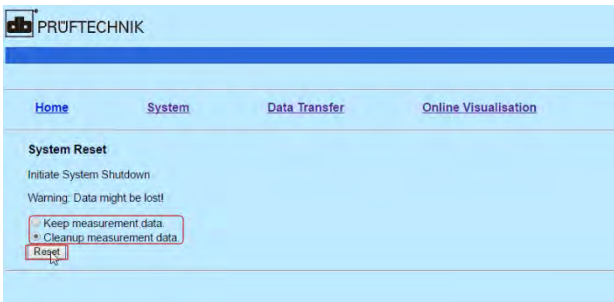 db PRÜFTECHNIK
Home System Data Transfer Online Visualisation
System Reset
Initiate System Shutdown
Warning: Data might be lost!
Keep measurement data.
Cleanup measurement data.
Reset